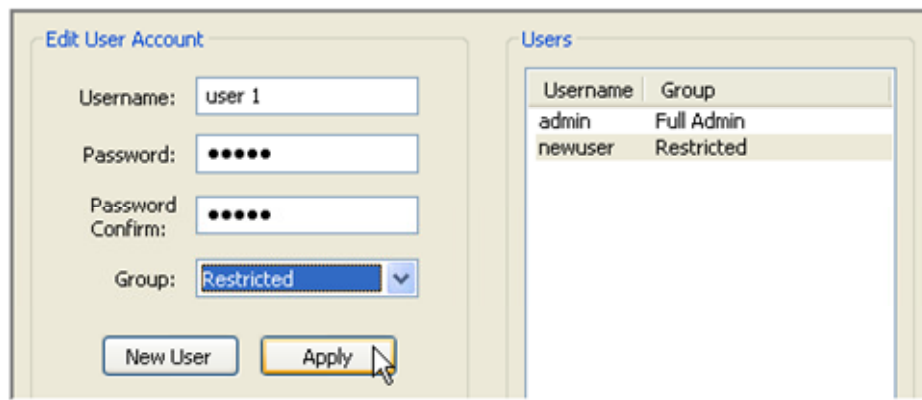 Edit User Account
Username: user 1
Password: •••••
Password
Confirm: •••••
Group: Restricted
New User Apply
Users
Username Group
admin Full Admin
newuser Restricted